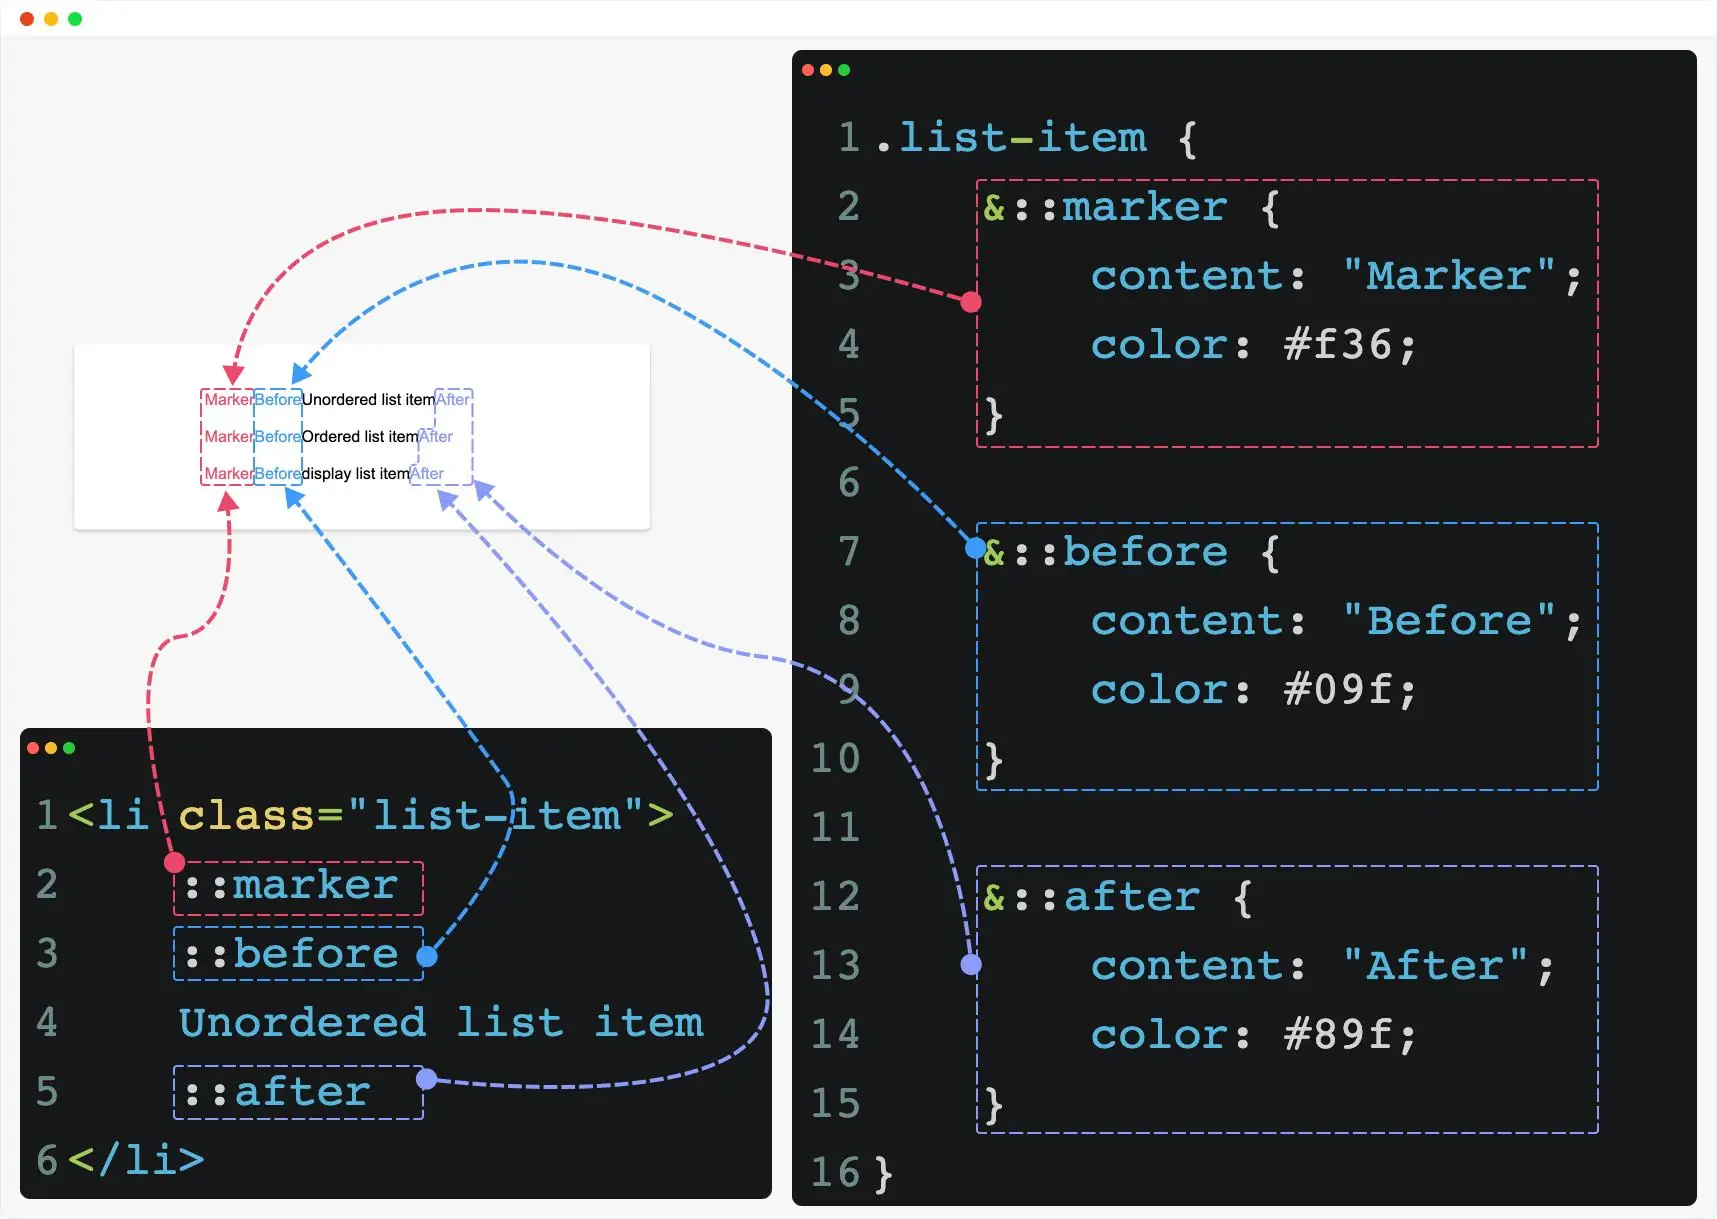 MarkerBeforeUnordered list itemAfter
MarkerBeforeOrdered list itemAfter
MarkerBeforedisplay list itemAfter
1 <li class="list-item">
2 ::marker
3 ::before
4 Unordered list item
5 ::after
6 </li>
1 .list-item {
2 &::marker {
3 content: "Marker";
4 color: #f36;
5 }
6
7 &::before {
8 content: "Before";
9 color: #09f;
10 }
11
12 &::after {
13 content: "After";
14 color: #89f;
15 }
16 }